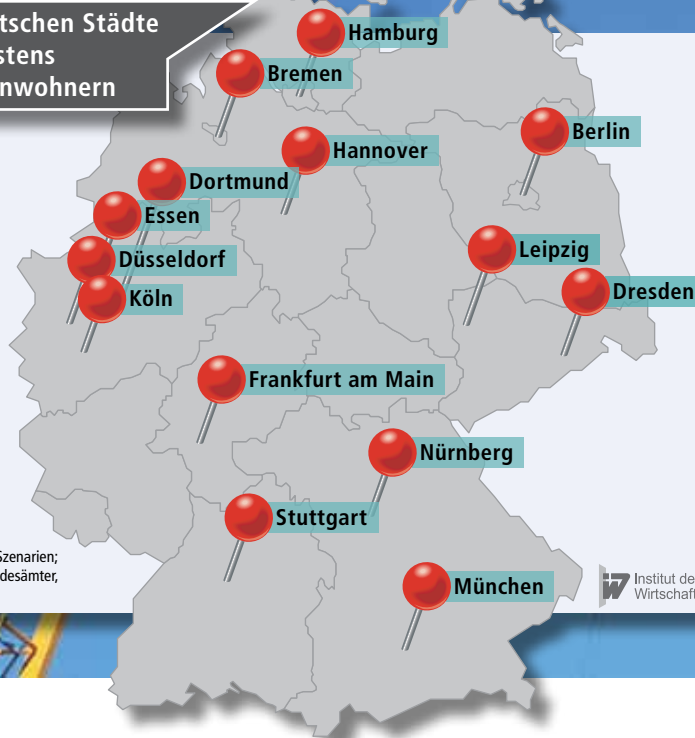 tschen Städte
stens
nwohnern
Hamburg
Bremen
Berlin
Hannover
Dortmund
Essen
Düsseldorf
Leipzig
Köln
Dresden
Frankfurt am Main
Nürnberg
Stuttgart
Szenarien;
desämter,
München
iw
Institut de
Wirtschaft